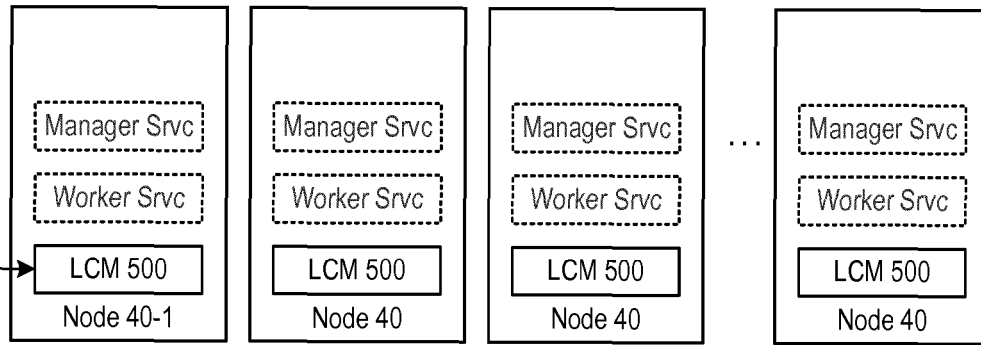 Manager Srvc
Worker Srvc
LCM 500
Node 40-1
Manager Srvc
Worker Srvc
LCM 500
Node 40
Manager Srvc
Worker Srvc
LCM 500
Node 40
...
Manager Srvc
Worker Srvc
LCM 500
Node 40